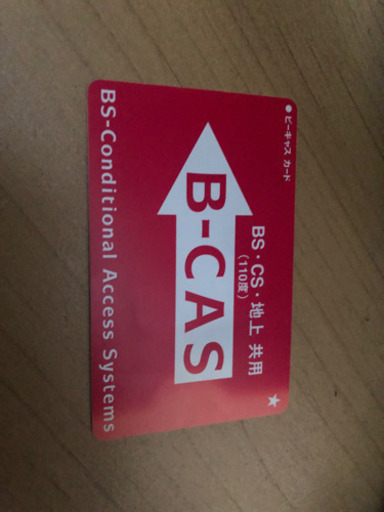 ● ビーキャス カード
BS・CS・地上 共用
(110度)
B-CAS
★
BS-Conditional Access Systems